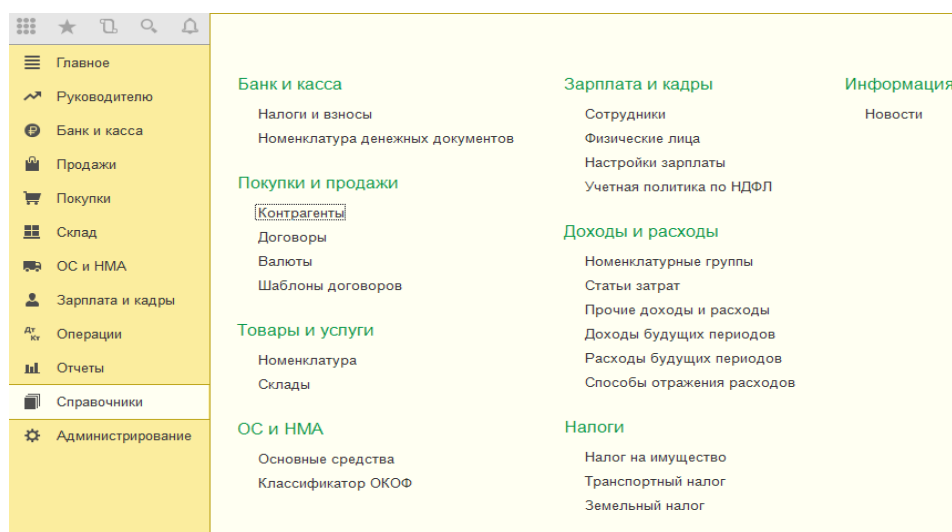 Главное
Руководителю
Банк и касса
Продажи
Покупки
Склад
ОС и НМА
Зарплата и кадры
Дт Кт
Операции
Отчеты
Справочники
Администрирование
Банк и касса
Налоги и взносы
Номенклатура денежных документов
Покупки и продажи
Контрагенты
Договоры
Валюты
Шаблоны договоров
Товары и услуги
Номенклатура
Склады
ОС и НМА
Основные средства
Классификатор ОКОФ
Зарплата и кадры
Сотрудники
Физические лица
Настройки зарплаты
Учетная политика по НДФЛ
Доходы и расходы
Номенклатурные группы
Статьи затрат
Прочие доходы и расходы
Доходы будущих периодов
Расходы будущих периодов
Способы отражения расходов
Налоги
Налог на имущество
Транспортный налог
Земельный налог
Информация
Новости